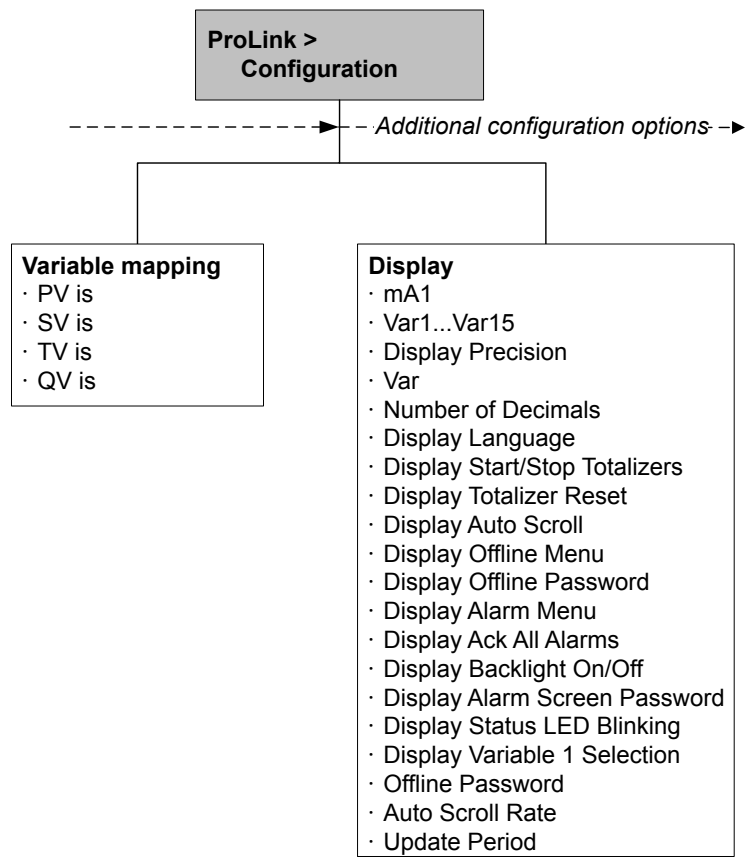 ProLink >
Configuration
Additional configuration options
Variable mapping
· PV is
· SV is
· TV is
· QV is
Display
· mA1
· Var1...Var15
· Display Precision
· Var
· Number of Decimals
· Display Language
· Display Start/Stop Totalizers
· Display Totalizer Reset
· Display Auto Scroll
· Display Offline Menu
· Display Offline Password
· Display Alarm Menu
· Display Ack All Alarms
· Display Backlight On/Off
· Display Alarm Screen Password
· Display Status LED Blinking
· Display Variable 1 Selection
· Offline Password
· Auto Scroll Rate
· Update Period